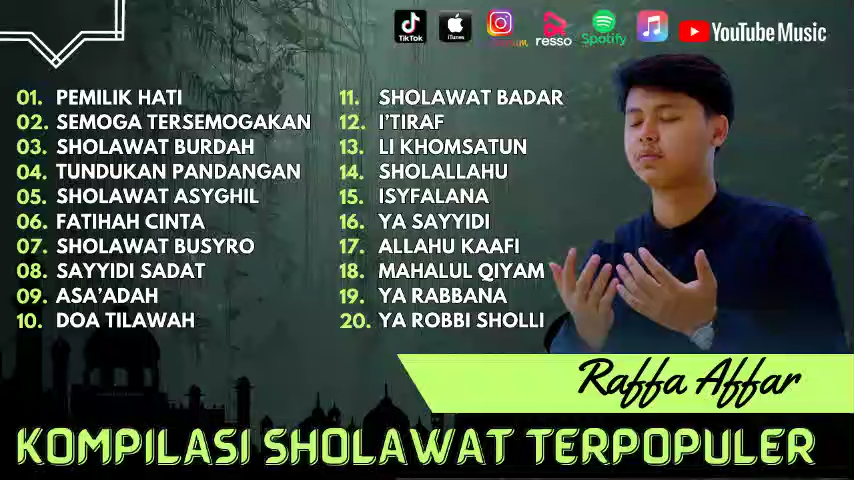 TikTok
iTunes
Instagram
resso
Spotify
YouTube Music
01. PEMILIK HATI
02. SEMOGA TERSEMOGAKAN
03. SHOLAWAT BURDAH
04. TUNDUKAN PANDANGAN
05. SHOLAWAT ASYGHIL
06. FATIHAH CINTA
07. SHOLAWAT BUSYRO
08. SAYYIDI SADAT
09. ASA'ADAH
10. DOA TILAWAH
11. SHOLAWAT BADAR
12. I'TIRAF
13. LI KHOMSATUN
14. SHOLALLAHU
15. ISYFALANA
16. YA SAYYIDI
17. ALLAHU KAAFI
18. MAHALUL QIYAM
19. YA RABBANA
20. YA ROBBI SHOLLI
Raffa Affar
KOMPILASI SHOLAWAT TERPOPULER